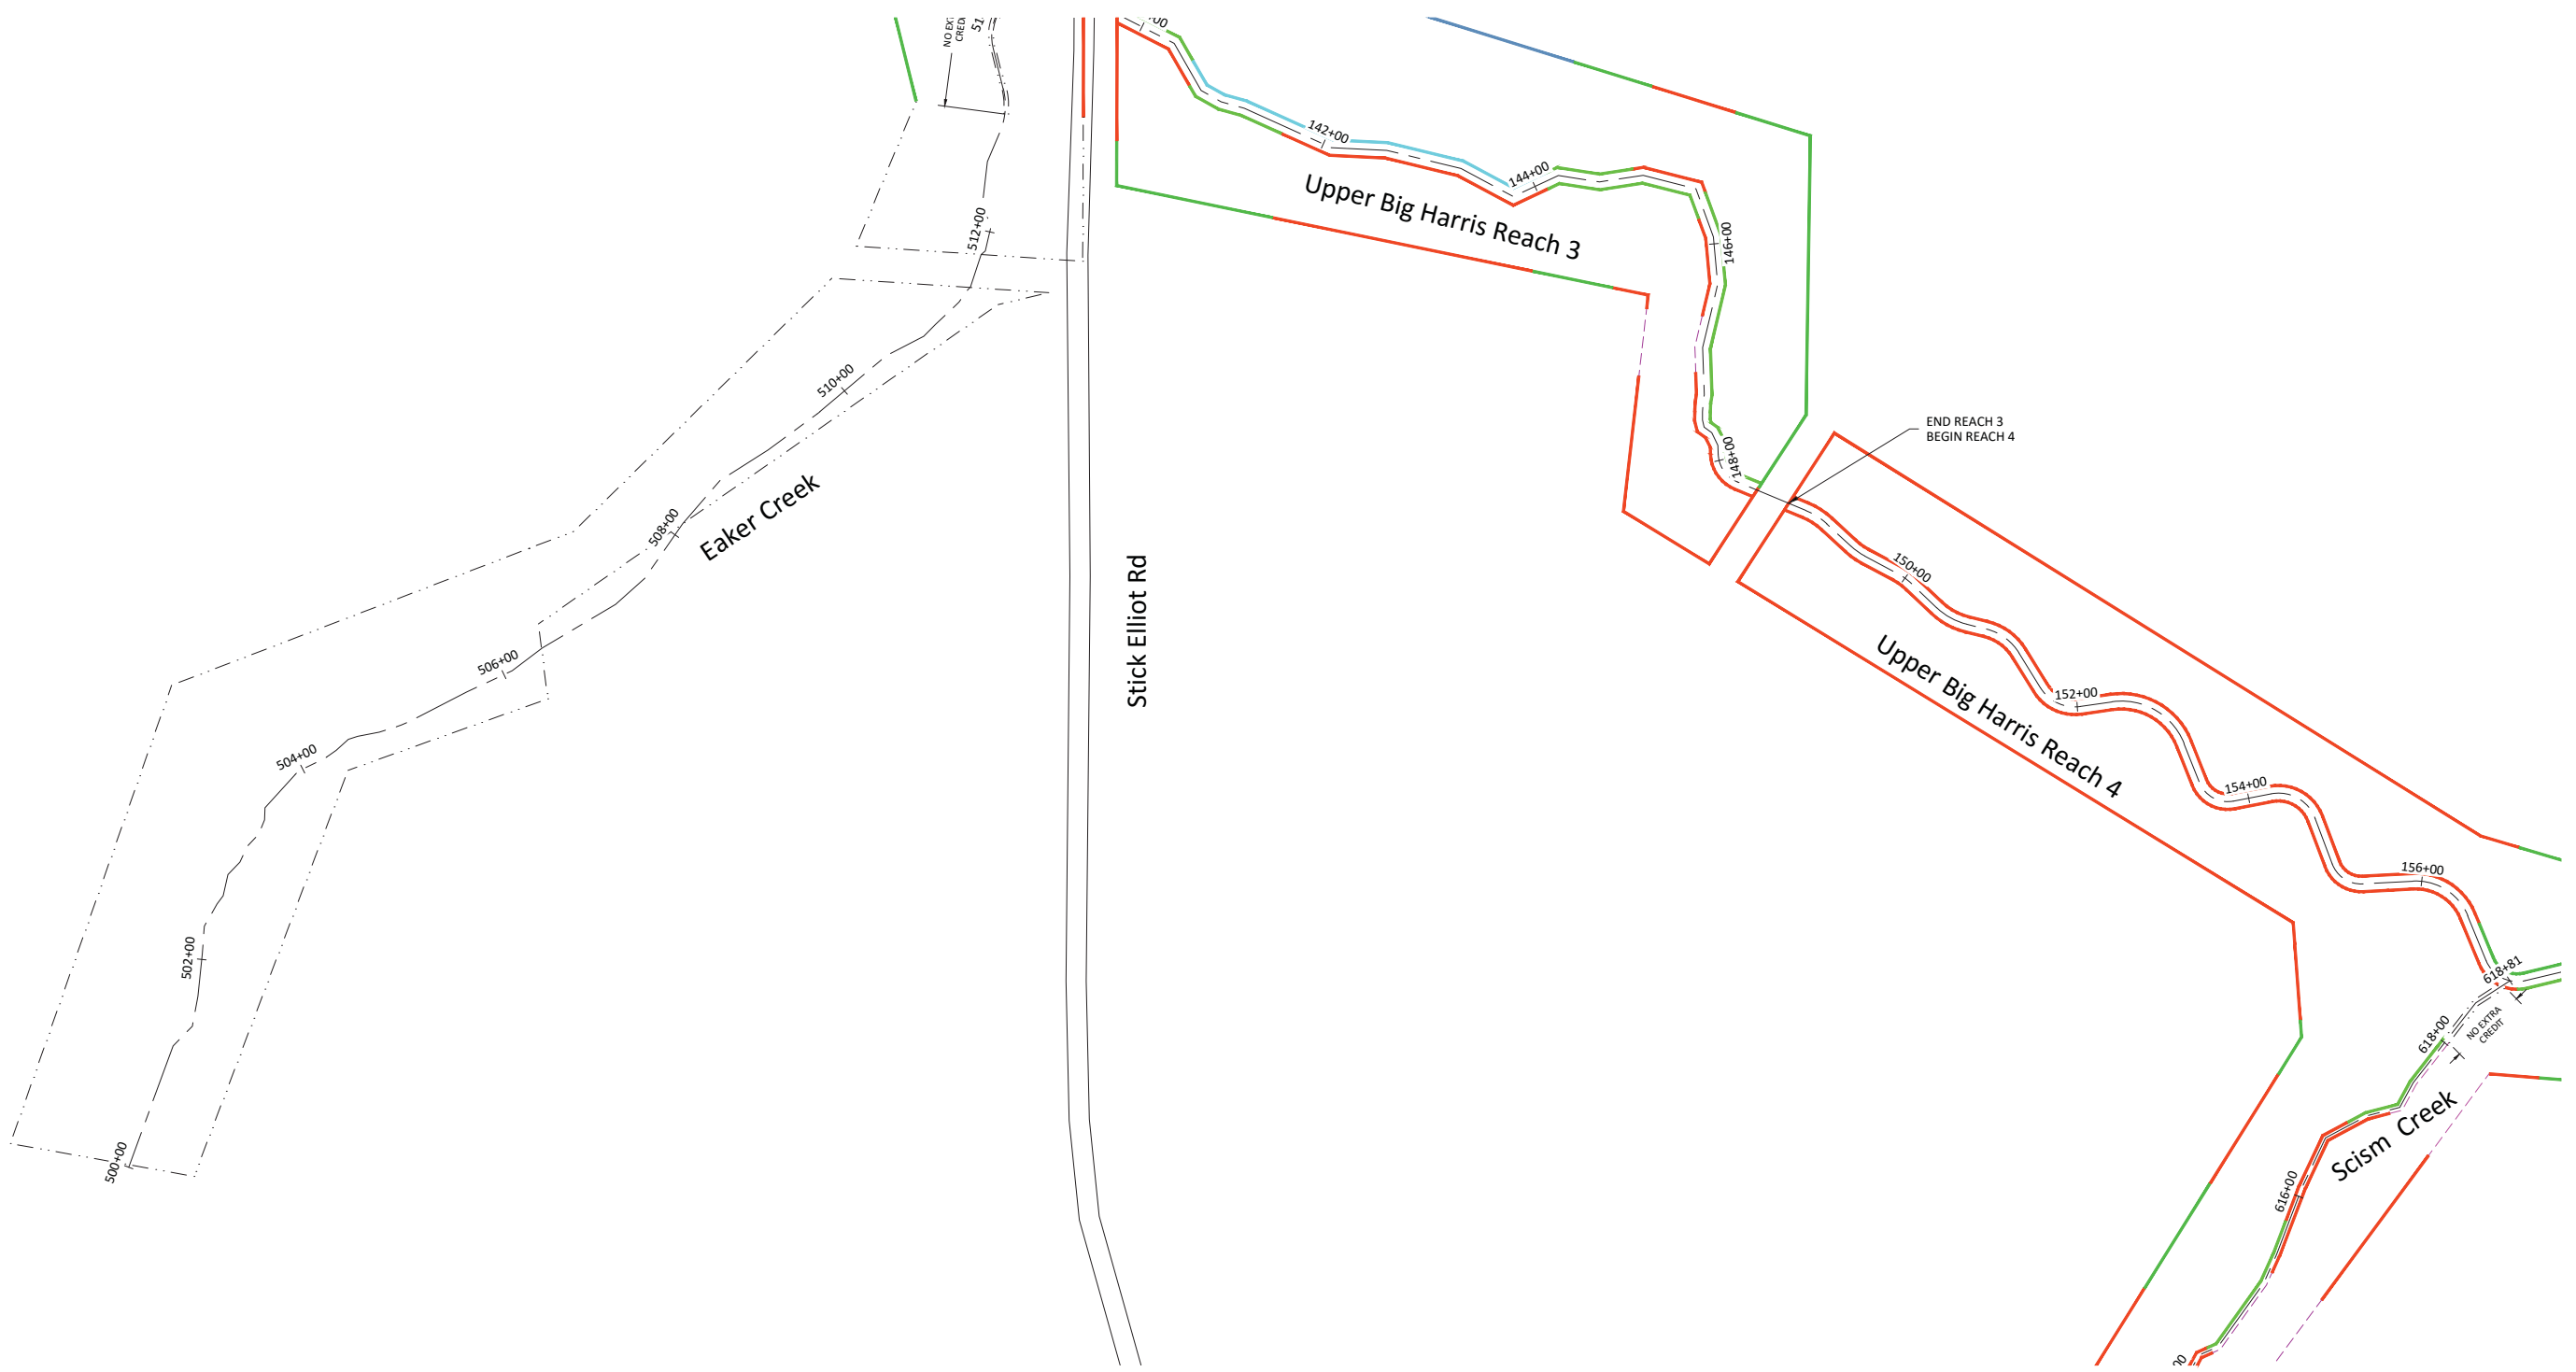 NO EXT
CREDI
142+00
144+00
Upper Big Harris Reach 3
146+00
512+00
510+00
END REACH 3
BEGIN REACH 4
148+00
Eaker Creek
508+00
150+00
Stick Elliot Rd
506+00
Upper Big Harris Reach 4
152+00
504+00
154+00
156+00
502+00
618+81
NO EXTRA
CREDIT
618+00
Scism Creek
500+00
616+00